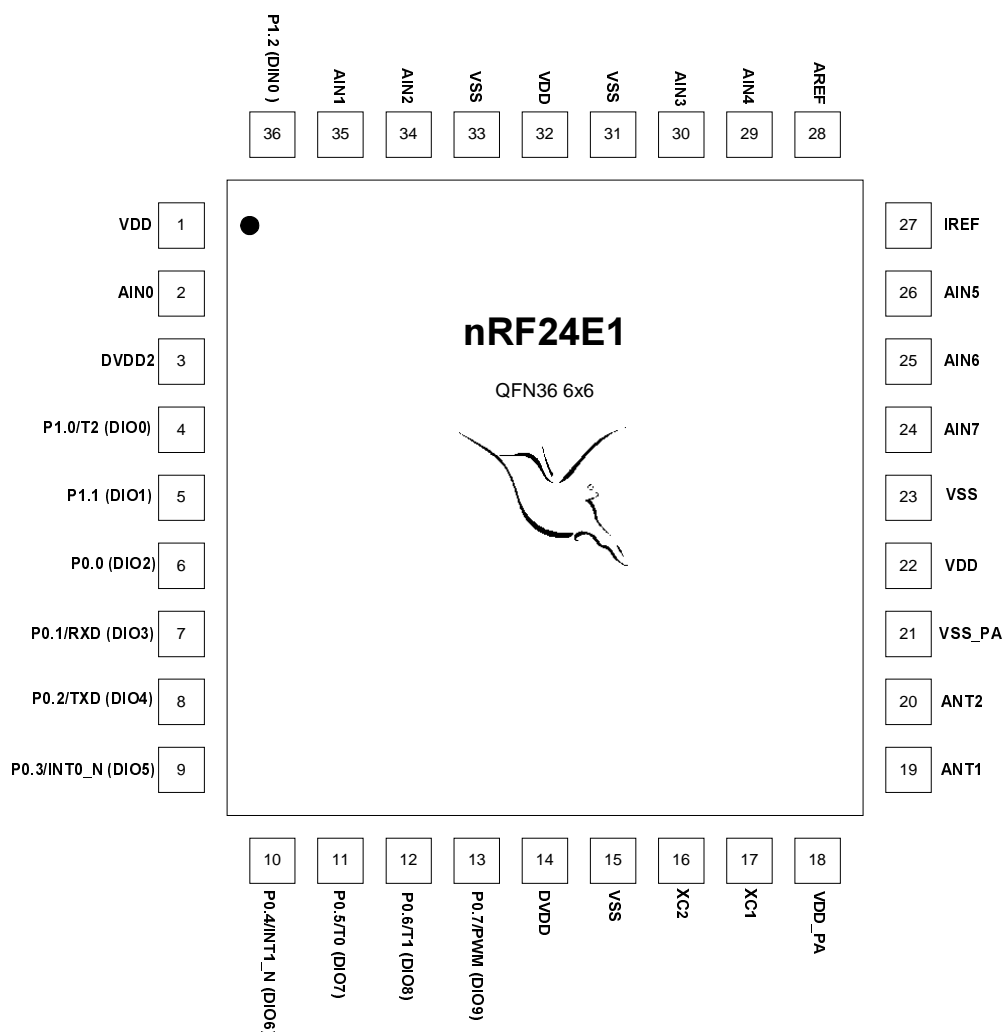 P1.2 (DIN0 )
AIN1
AIN2
VSS
VDD
VSS
AIN3
AIN4
AREF
36
35
34
33
32
31
30
29
28
VDD 1
AIN0 2
DVDD2 3
P1.0/T2 (DIO0) 4
P1.1 (DIO1) 5
P0.0 (DIO2) 6
P0.1/RXD (DIO3) 7
P0.2/TXD (DIO4) 8
P0.3/INT0_N (DIO5) 9
nRF24E1
QFN36 6x6
27 IREF
26 AIN5
25 AIN6
24 AIN7
23 VSS
22 VDD
21 VSS_PA
20 ANT2
19 ANT1
10
11
12
13
14
15
16
17
18
P0.4/INT1_N (DIO6)
P0.5/T0 (DIO7)
P0.6/T1 (DIO8)
P0.7/PWM (DIO9)
DVDD
VSS
XC2
XC1
VDD_PA